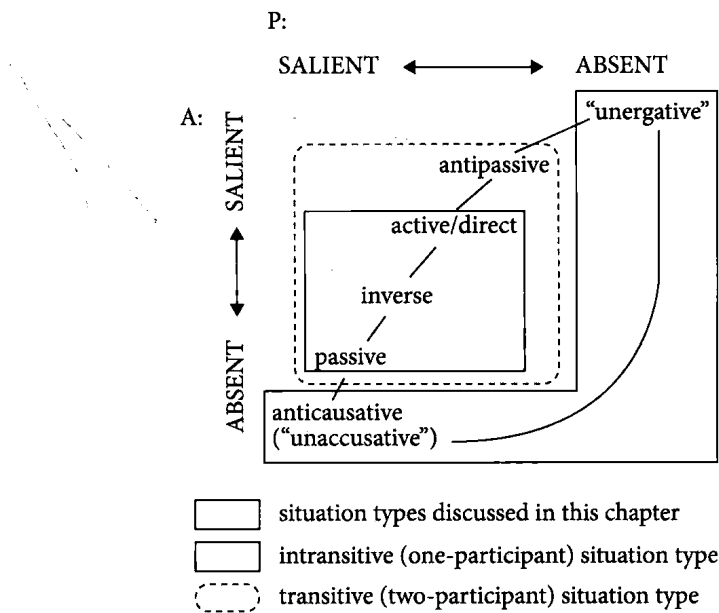 P:
SALIENT ABSENT
A:
SALIENT
ABSENT
“unergative”
antipassive
active/direct
inverse
passive
anticausative
(“unaccusative”)
situation types discussed in this chapter
intransitive (one-participant) situation type
transitive (two-participant) situation type